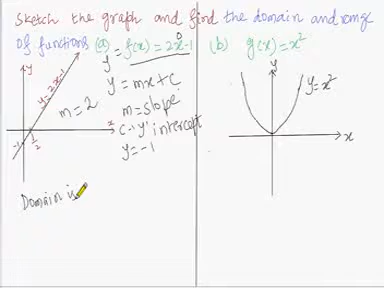 Sketch the graph and find the domain and range
of functions (a) y = f(x) = 2x-1
(b) g(x) = x²
y
y = 2x-1
m = 2
y = mx+c
m = slope
c → y intercept
y = -1
x
-1
1/2
0
Domain is
y
y = x²
x